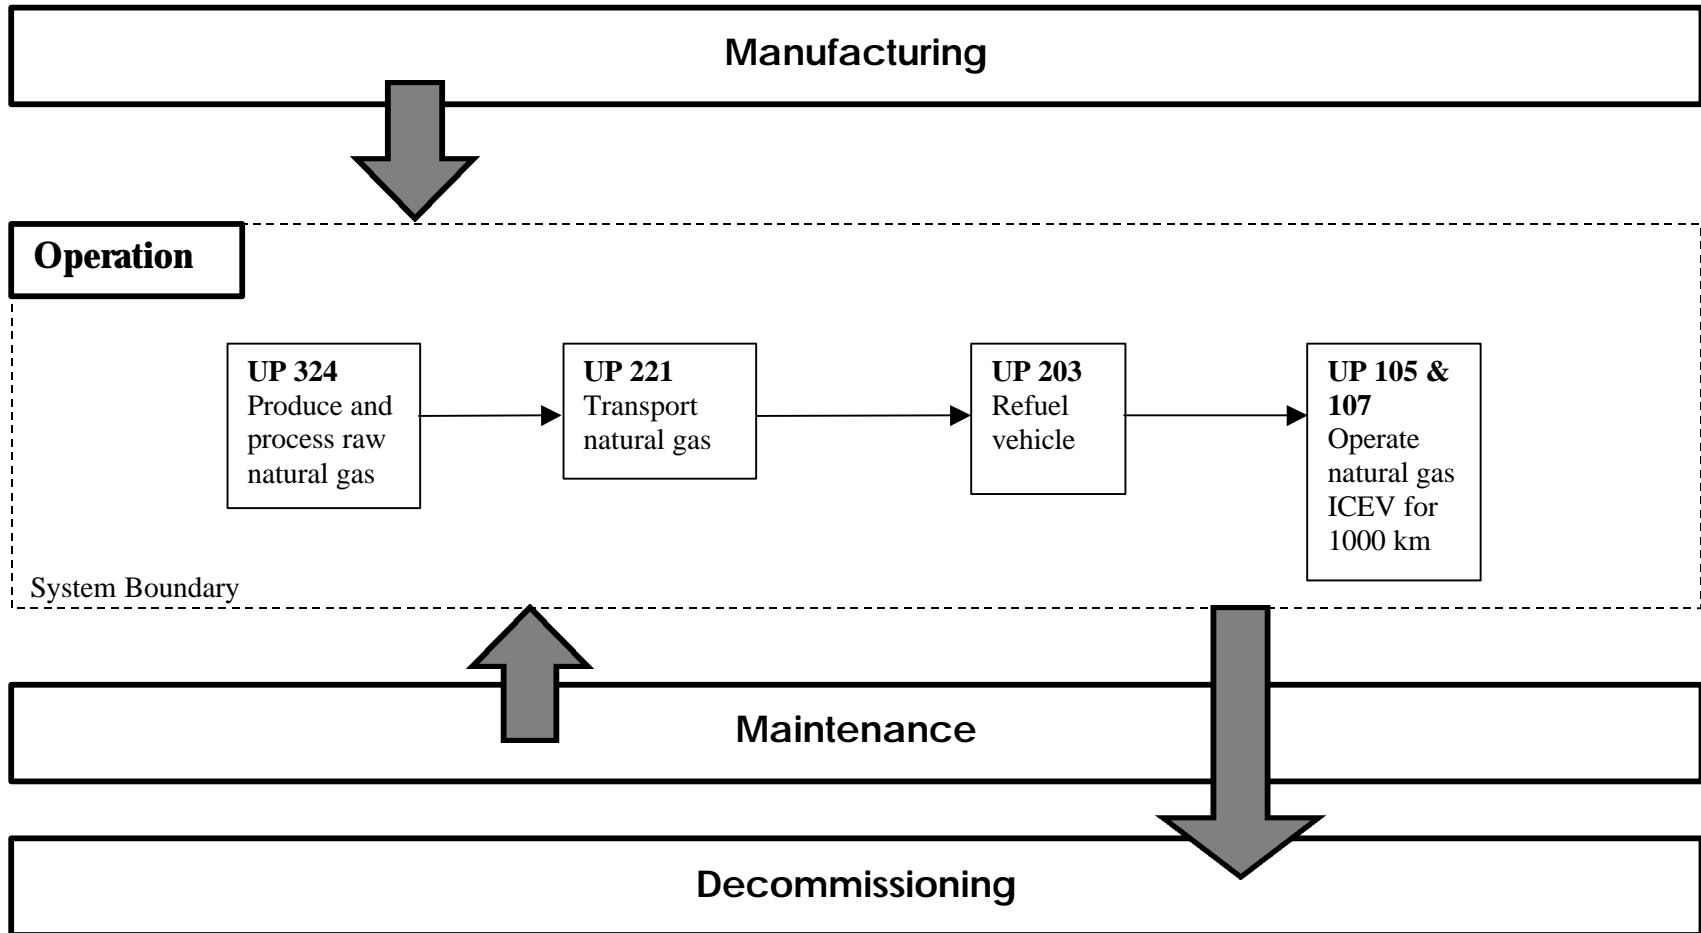 Manufacturing
Operation
UP 324
Produce and
process raw
natural gas
UP 221
Transport
natural gas
UP 203
Refuel
vehicle
UP 105 &
107
Operate
natural gas
ICEV for
1000 km
System Boundary
Maintenance
Decommissioning